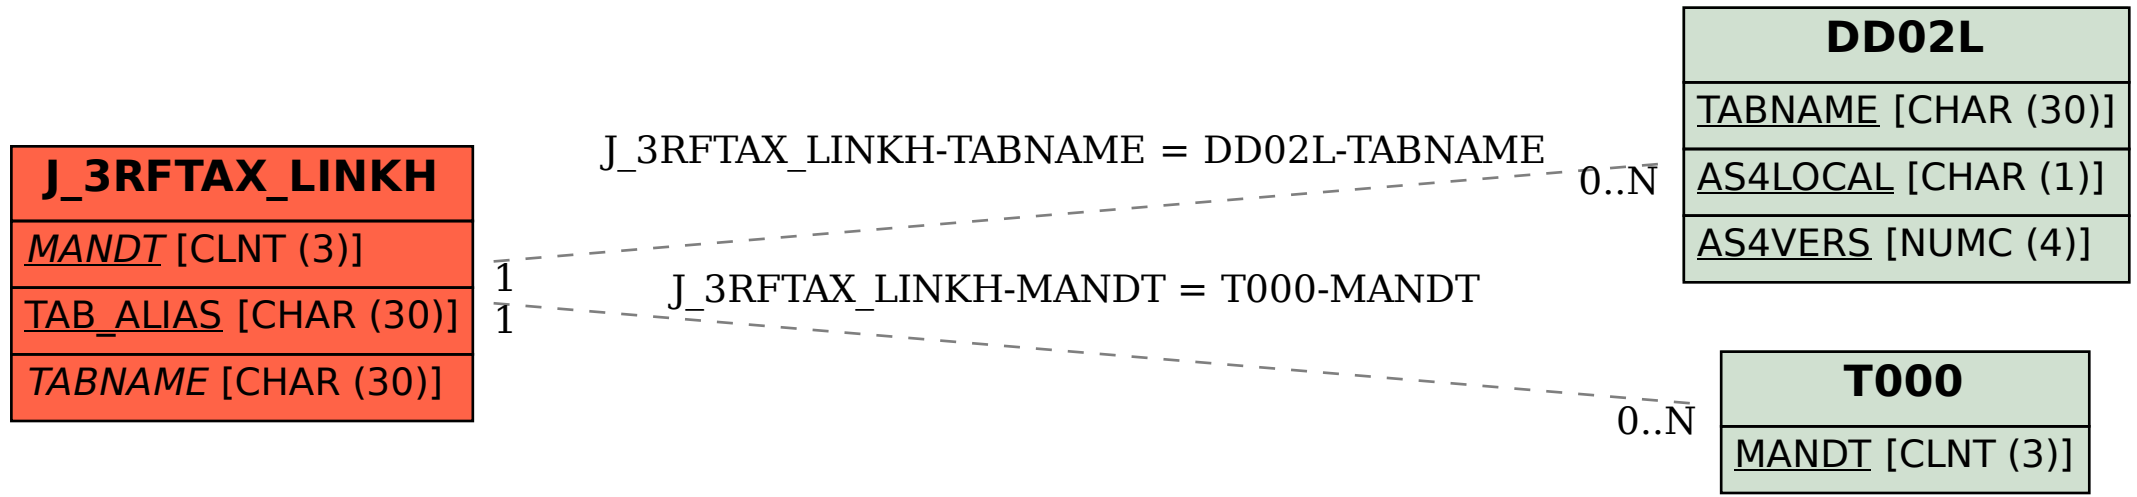 J_3RFTAX_LINKH
MANDT [CLNT (3)]
TAB_ALIAS [CHAR (30)]
TABNAME [CHAR (30)]
J_3RFTAX_LINKH-TABNAME = DD02L-TABNAME
1
0..N
J_3RFTAX_LINKH-MANDT = T000-MANDT
1
0..N
DD02L
TABNAME [CHAR (30)]
AS4LOCAL [CHAR (1)]
AS4VERS [NUMC (4)]
T000
MANDT [CLNT (3)]